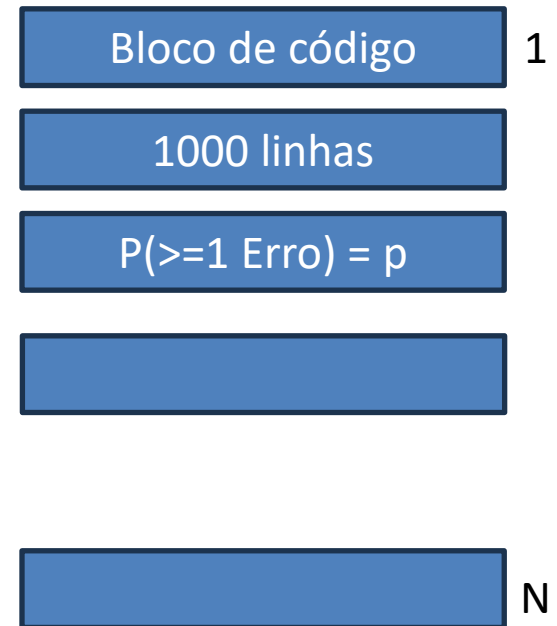 Bloco de código 1
1000 linhas
P(>=1 Erro) = p
N